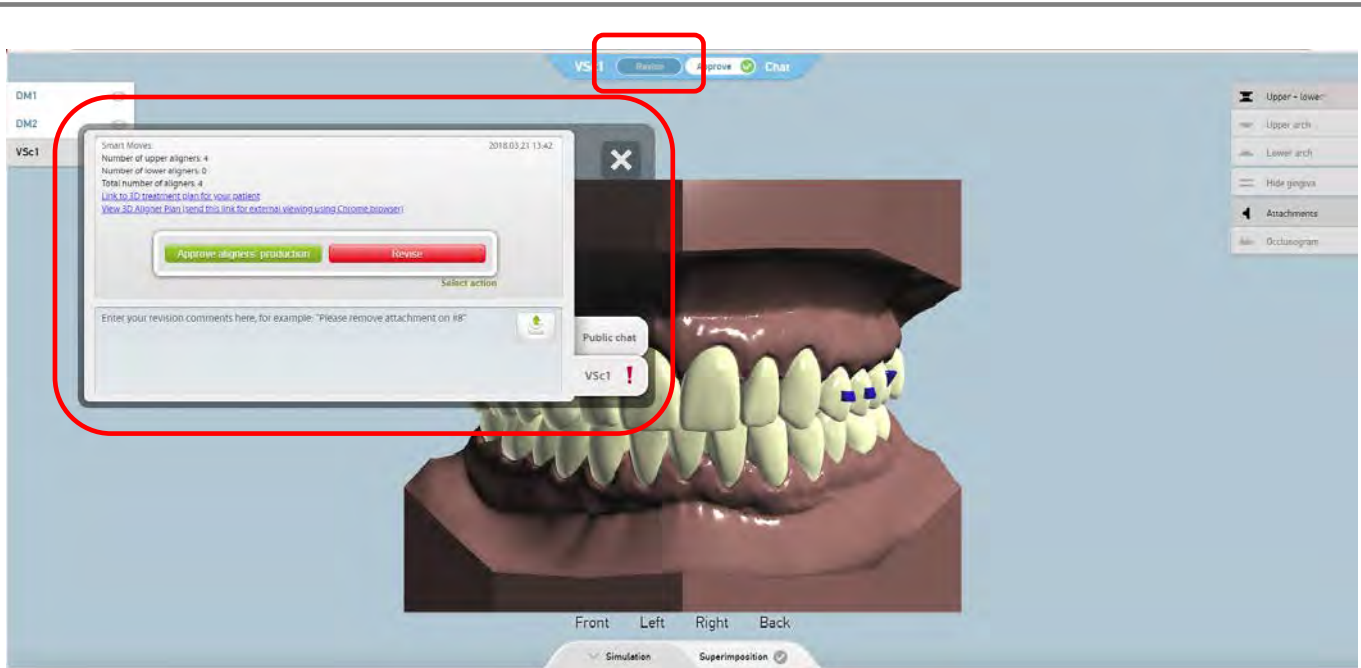 VSc1 Revise Approve Chat
DM1
DM2
VSc1
Smart Moves 2018.03.21 13:42
Number of upper aligners: 4
Number of lower aligners: 0
Total number of aligners: 4
Link to 3D treatment plan for your patient
View 3D Aligner Plan (send this link for external viewing using Chrome browser)
Approve aligners' production Revise
Select action
Enter your revision comments here, for example: "Please remove attachment on #8"
Public chat
VSc1 !
Upper - lower
Upper arch
Lower arch
Hide gingiva
Attachments
Occlusogram
Front Left Right Back
Simulation Superimposition